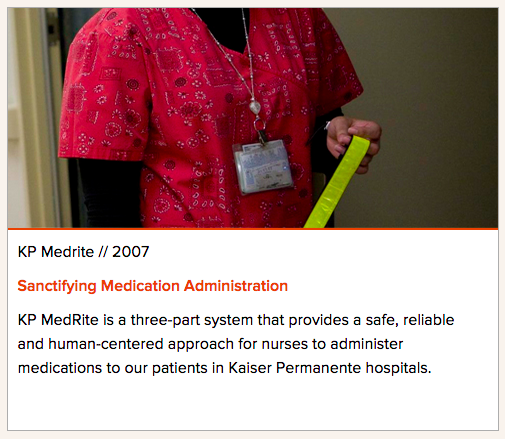 KP Medrite // 2007
Sanctifying Medication Administration
KP MedRite is a three-part system that provides a safe, reliable
and human-centered approach for nurses to administer
medications to our patients in Kaiser Permanente hospitals.